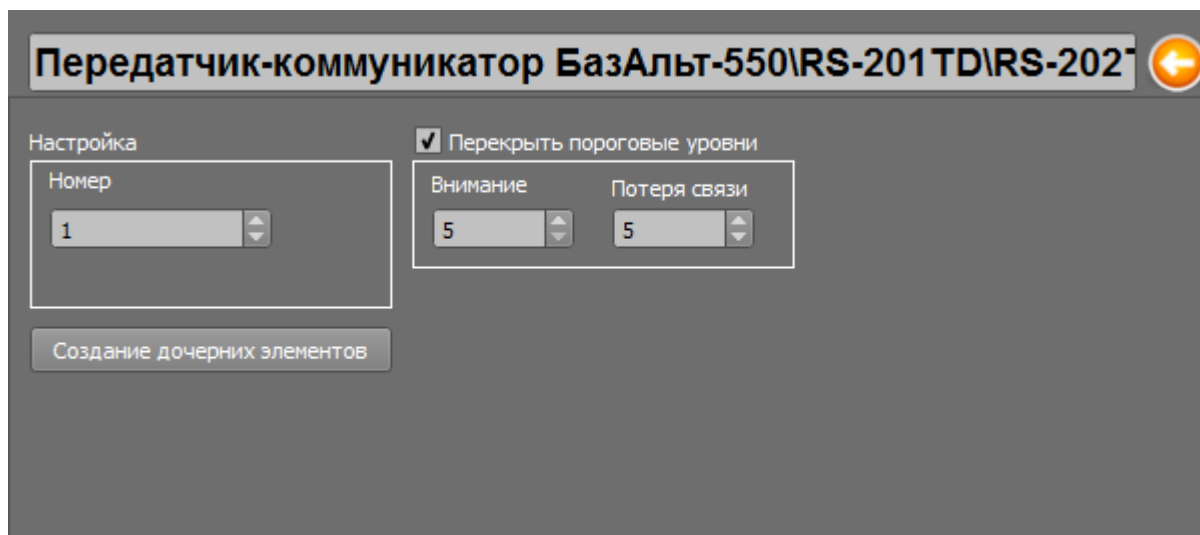 Передатчик-коммуникатор БазАльт-550\RS-201TD\RS-202
Настройка
Перекрыть пороговые уровни
Номер
Внимание
Потеря связи
1
5
5
Создание дочерних элементов